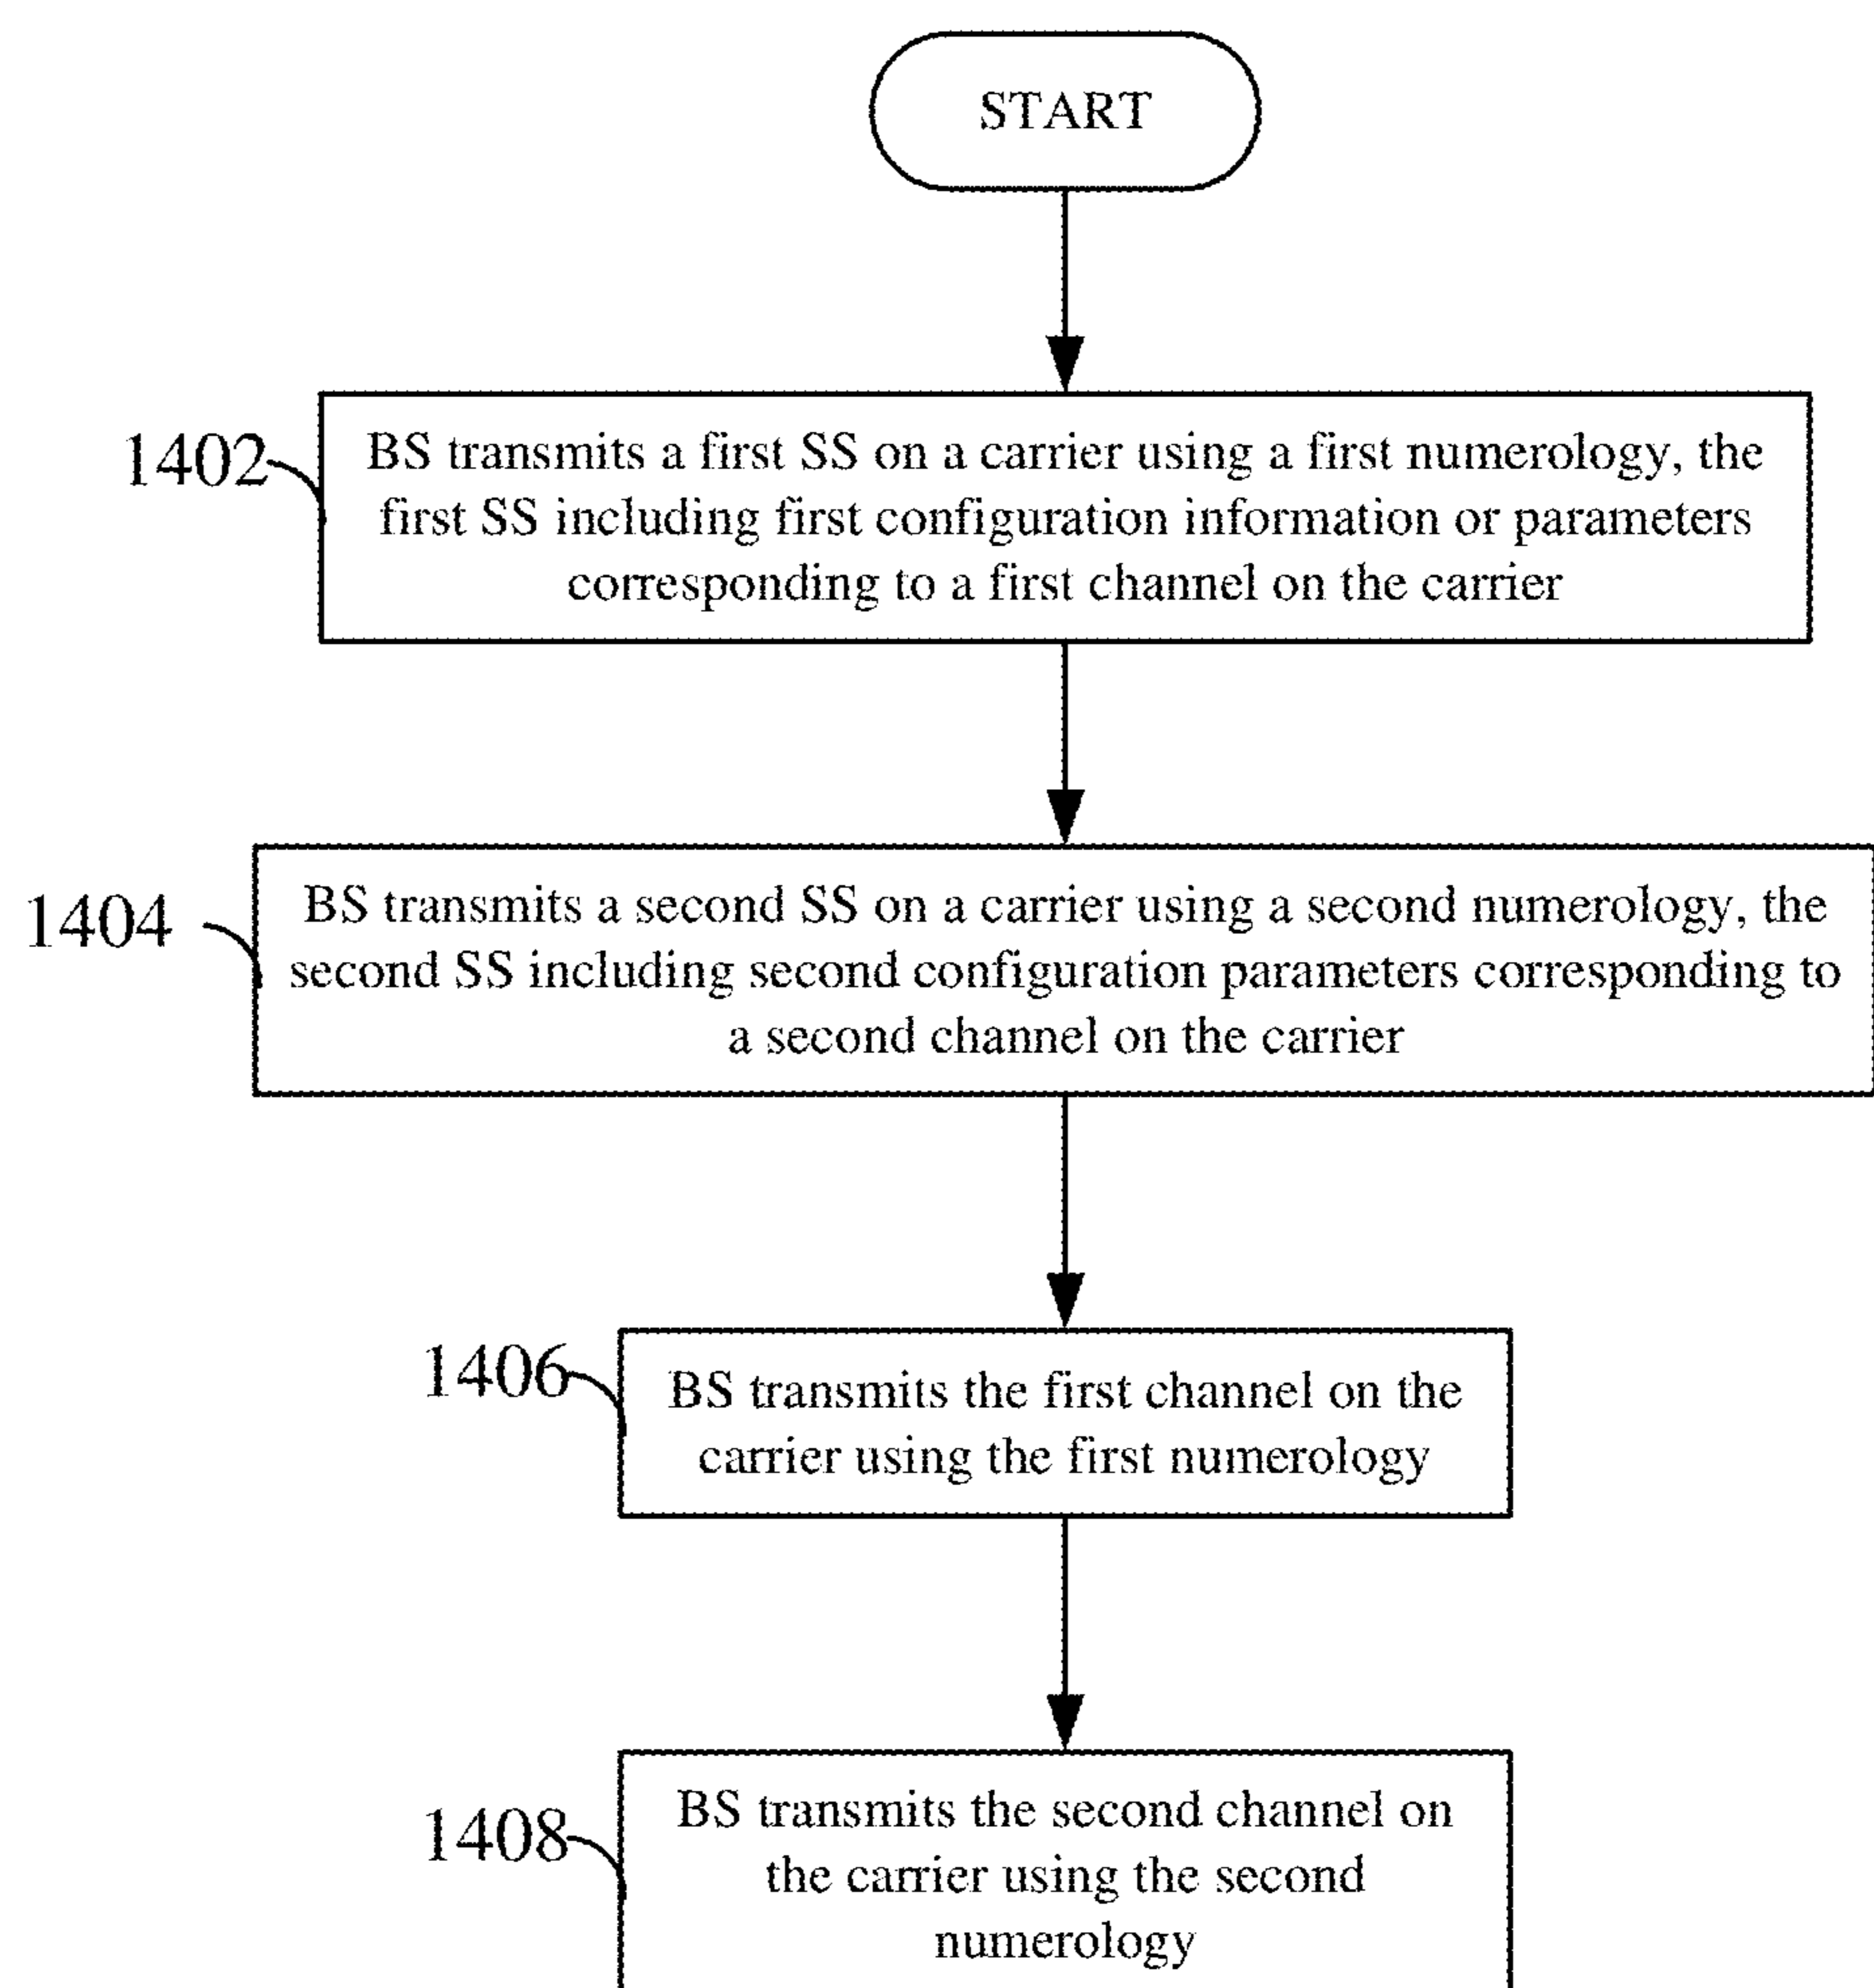 START
1402
BS transmits a first SS on a carrier using a first numerology, the
first SS including first configuration information or parameters
corresponding to a first channel on the carrier
1404
BS transmits a second SS on a carrier using a second numerology, the
second SS including second configuration parameters corresponding to
a second channel on the carrier
1406
BS transmits the first channel on the
carrier using the first numerology
1408
BS transmits the second channel on
the carrier using the second
numerology